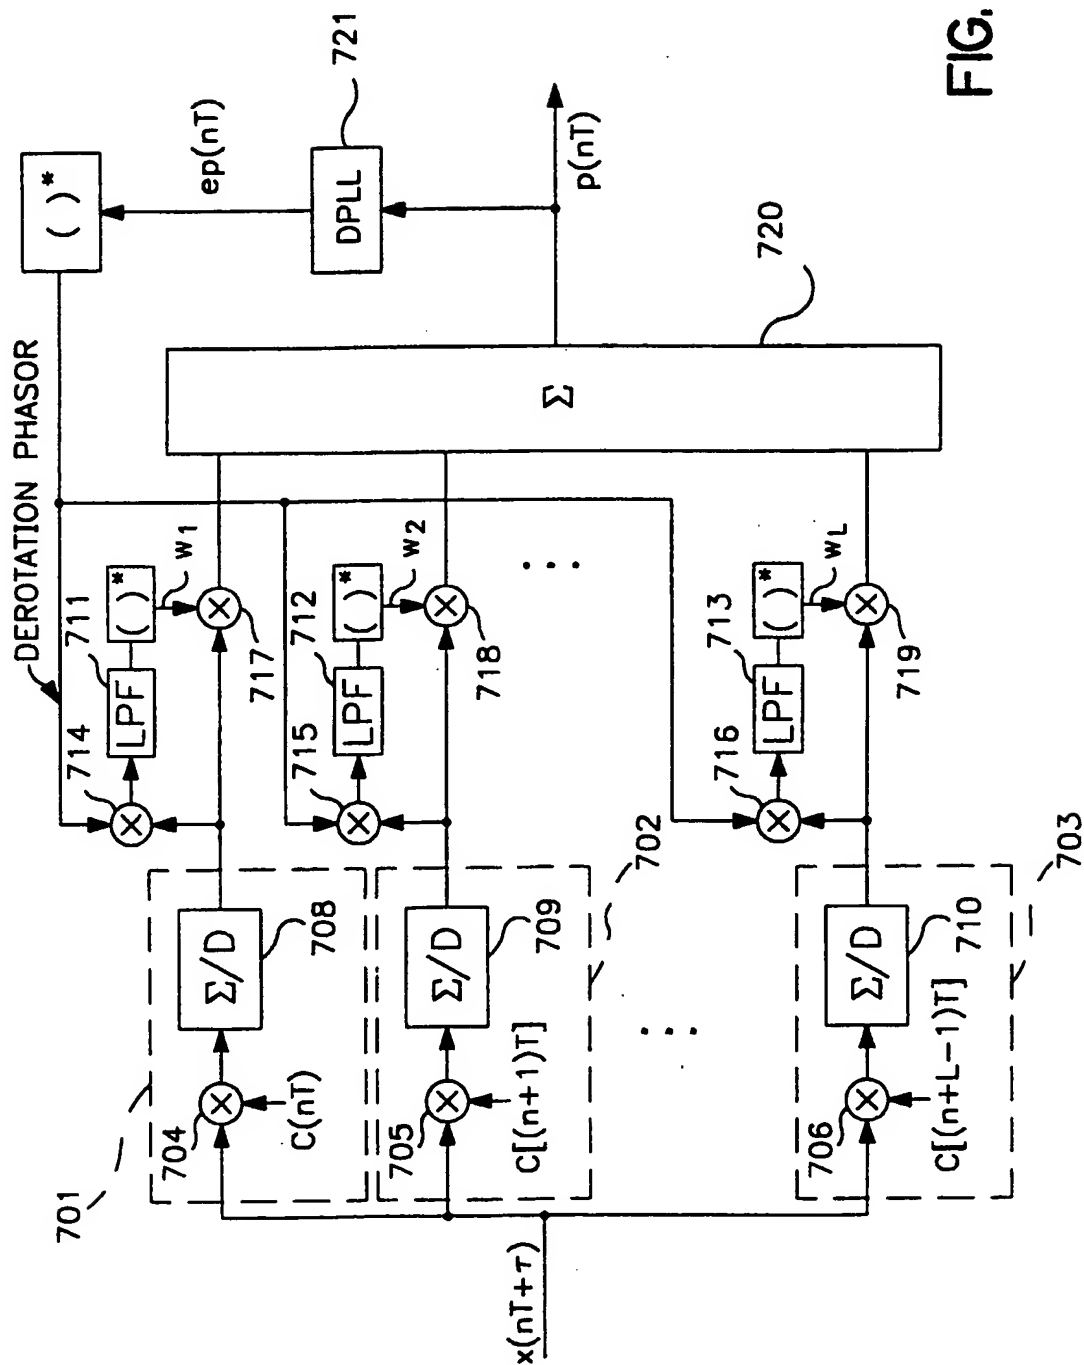 FIG.
DEROTATION PHASOR
( )*
ep(nT)
DPLL
721
p(nT)
714
LPF
711
( )*
w1
717
715
LPF
712
( )*
w2
718
...
716
LPF
713
( )*
wL
719
Σ
720
701
704
C(nT)
Σ/D
708
705
C[(n+1)T]
Σ/D
709
702
...
706
C[(n+L-1)T]
Σ/D
710
703
x(nT+τ)